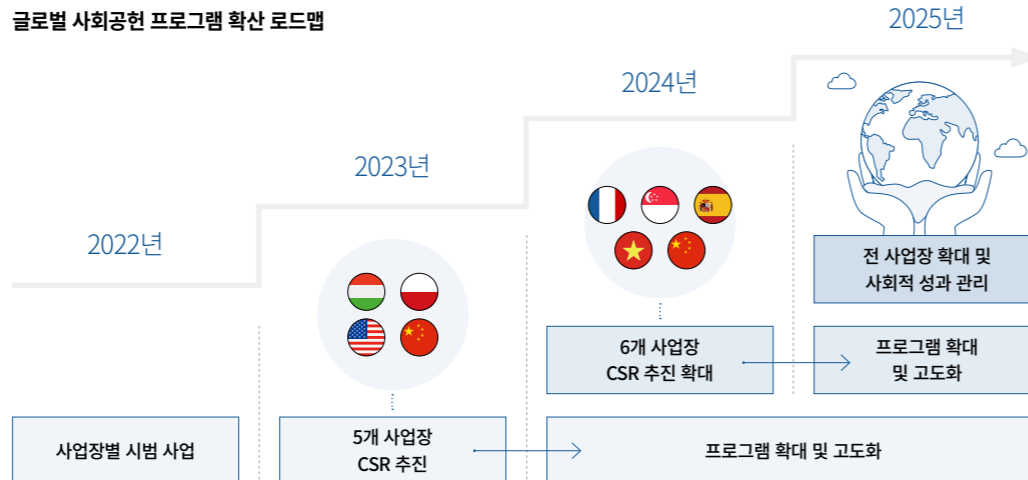 글로벌 사회공헌 프로그램 확산 로드맵
2022년
2023년
2024년
2025년
사업장별 시범 사업
5개 사업장
CSR 추진
6개 사업장
CSR 추진 확대
전 사업장 확대 및
사회적 성과 관리
프로그램 확대
및 고도화
프로그램 확대 및 고도화